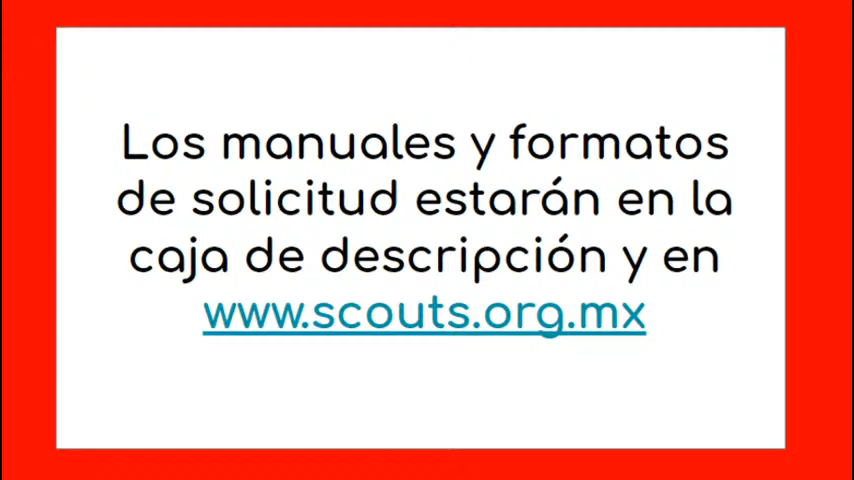 Los manuales y formatos
de solicitud estarán en la
caja de descripción y en
www.scouts.org.mx